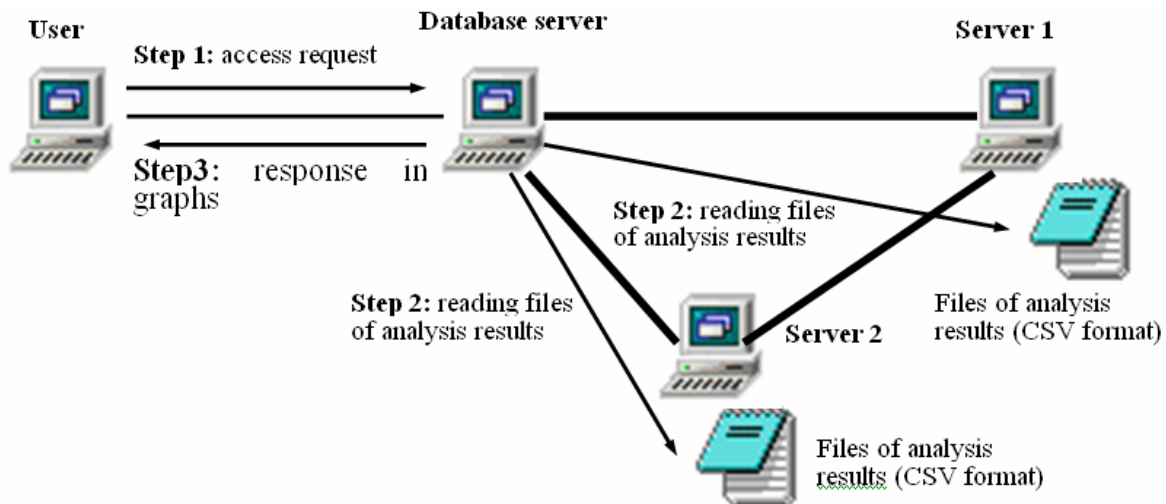 User
Database server
Server 1
Step 1: access request
Step3: response in
graphs
Step 2: reading files
of analysis results
Step 2: reading files
of analysis results
Server 2
Files of analysis
results (CSV format)
Files of analysis
results (CSV format)